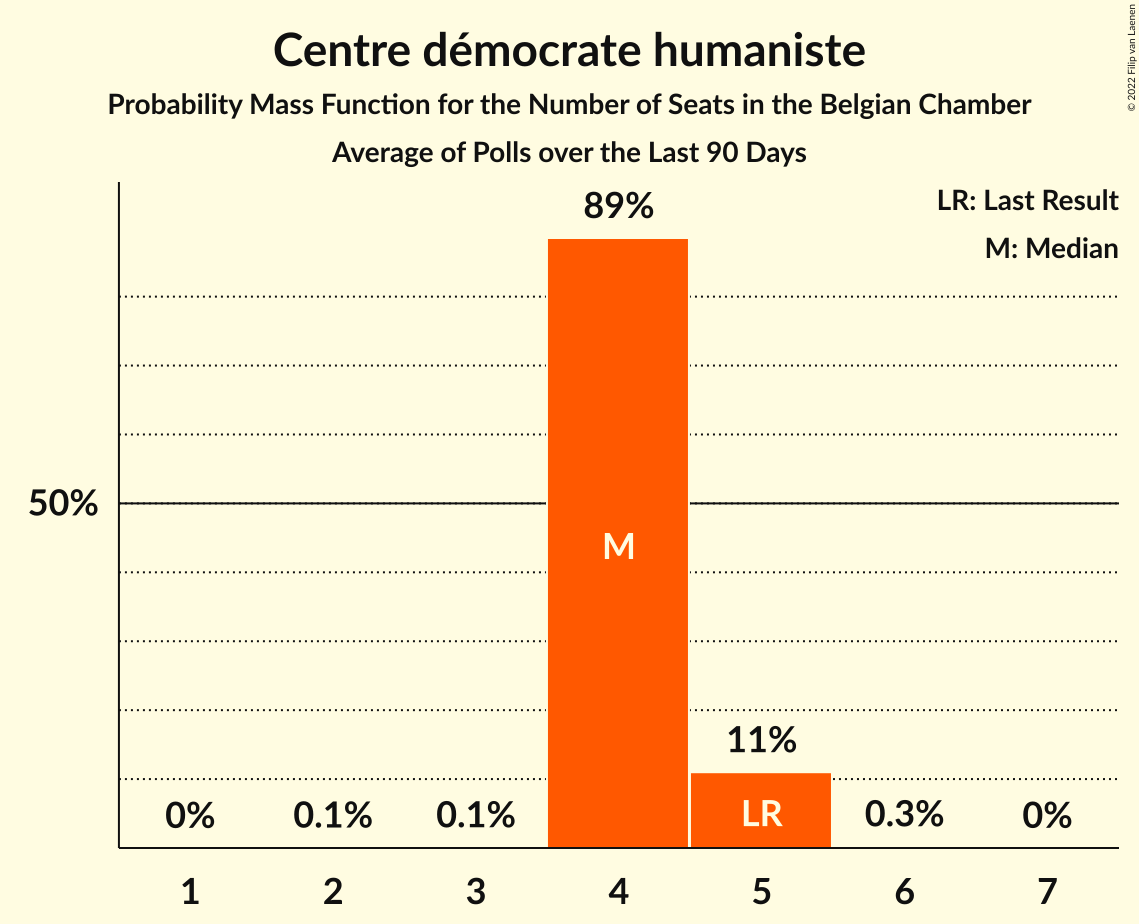 Centre démocrate humaniste
Probability Mass Function for the Number of Seats in the Belgian Chamber
Average of Polls over the Last 90 Days
© 2022 Filip van Laenen
LR: Last Result
M: Median
89%
50%
M
11%
0% 0.1% 0.1% LR 0.3% 0%
1 2 3 4 5 6 7